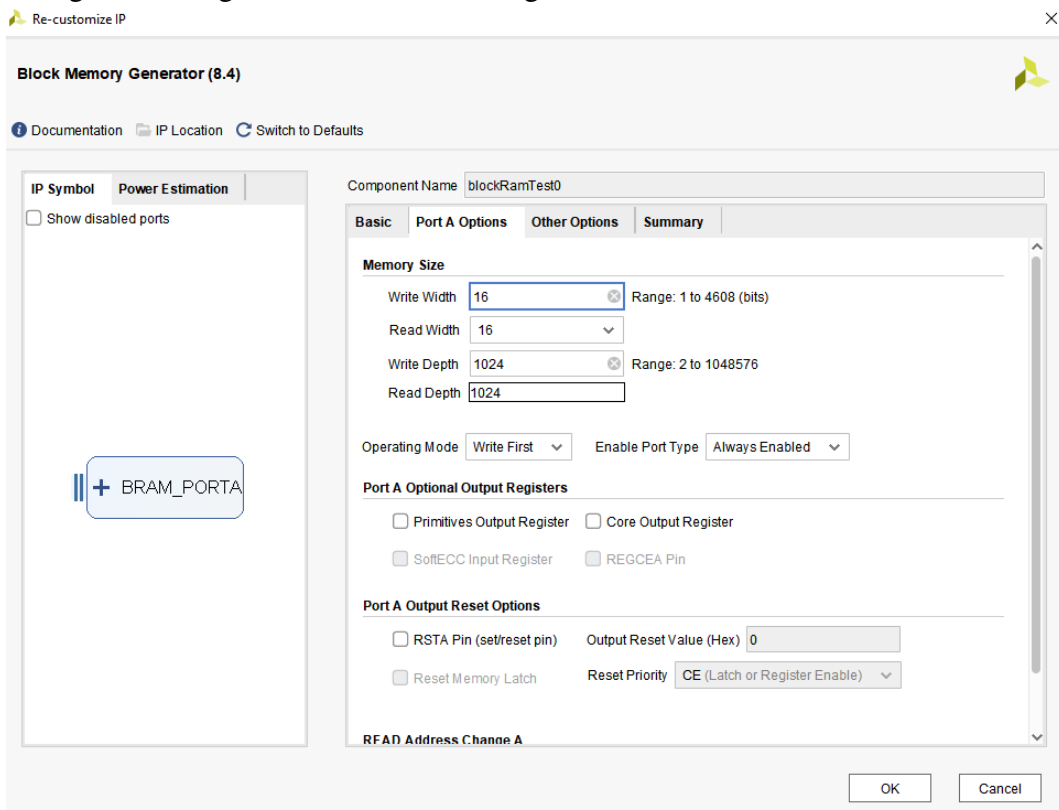 Re-customize IP
Block Memory Generator (8.4)
Documentation IP Location Switch to Defaults
IP Symbol Power Estimation
Show disabled ports
BRAM_PORTA
Component Name blockRamTest0
Basic Port A Options Other Options Summary
Memory Size
Write Width 16 Range: 1 to 4608 (bits)
Read Width 16
Write Depth 1024 Range: 2 to 1048576
Read Depth 1024
Operating Mode Write First Enable Port Type Always Enabled
Port A Optional Output Registers
Primitives Output Register Core Output Register
SoftECC Input Register REGCEA Pin
Port A Output Reset Options
RSTA Pin (set/reset pin) Output Reset Value (Hex) 0
Reset Memory Latch Reset Priority CE (Latch or Register Enable)
READ Address Change A
OK Cancel